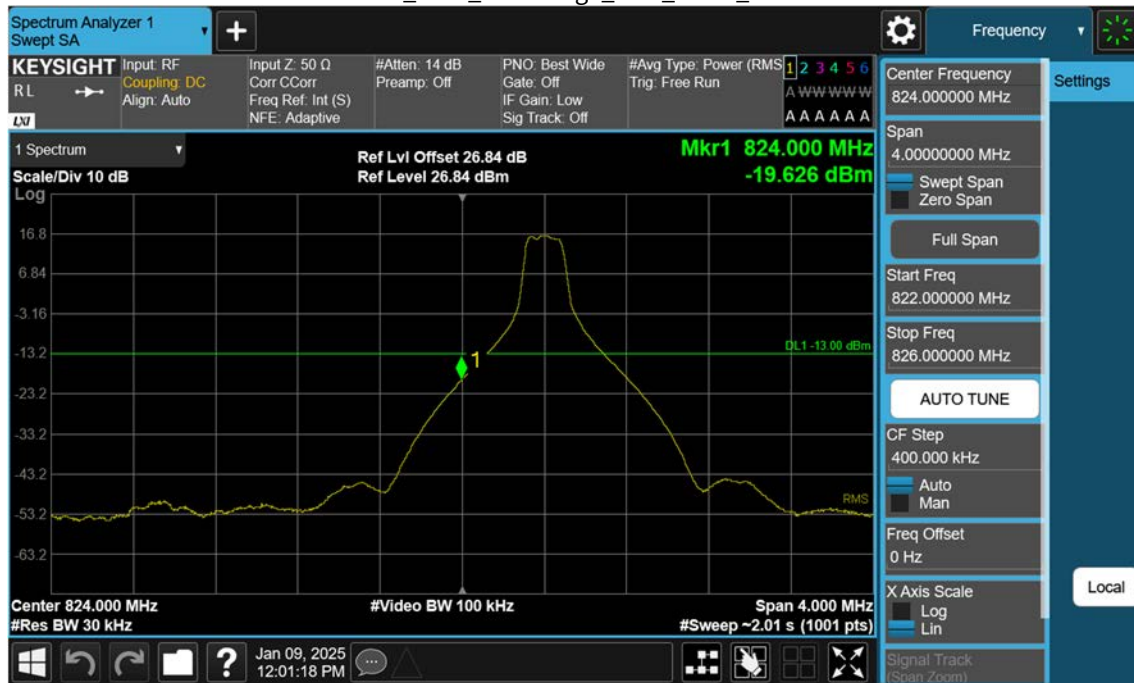 Spectrum Analyzer 1
Swept SA
Frequency
KEYSIGHT
RL
LXI
Input: RF
Coupling: DC
Align: Auto
Input Z: 50 Ω
Corr CCorr
Freq Ref: Int (S)
NFE: Adaptive
#Atten: 14 dB
Preamp: Off
PNO: Best Wide
Gate: Off
IF Gain: Low
Sig Track: Off
#Avg Type: Power (RMS
Trig: Free Run
1 2 3 4 5 6
A W W W W W
A A A A A A
Center Frequency
824.000000 MHz
Settings
1 Spectrum
Scale/Div 10 dB
Ref Lvl Offset 26.84 dB
Ref Level 26.84 dBm
Mkr1 824.000 MHz
-19.626 dBm
Log
16.8
6.84
-3.16
-13.2
-23.2
-33.2
-43.2
-53.2
-63.2
1
DL1 -13.00 dBm
RMS
Center 824.000 MHz
#Res BW 30 kHz
#Video BW 100 kHz
Span 4.000 MHz
#Sweep ~2.01 s (1001 pts)
Span
4.00000000 MHz
Swept Span
Zero Span
Full Span
Start Freq
822.000000 MHz
Stop Freq
826.000000 MHz
AUTO TUNE
CF Step
400.000 kHz
Auto
Man
Freq Offset
0 Hz
X Axis Scale
Log
Lin
Signal Track
(Span Zoom)
Local
?
Jan 09, 2025
12:01:18 PM